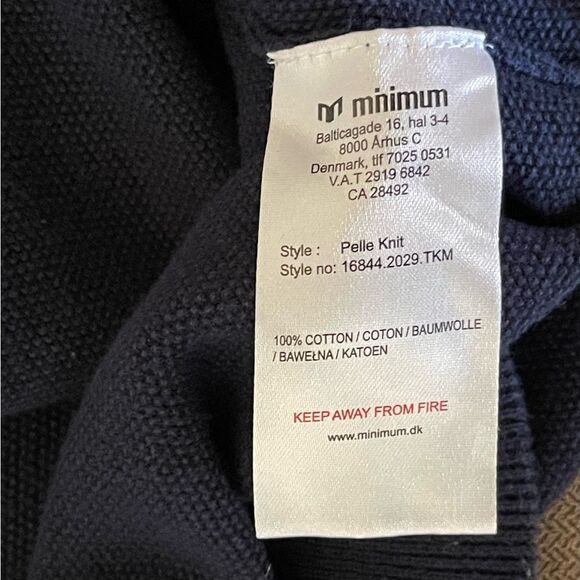 minimum
Balticagade 16, hal 3-4
8000 Århus C
Denmark, tlf 7025 0531
V.A.T 2919 6842
CA 28492
Style : Pelle Knit
Style no: 16844.2029.TKM
100% COTTON / COTON / BAUMWOLLE
/ BAWEŁNA / KATOEN
KEEP AWAY FROM FIRE
www.minimum.dk